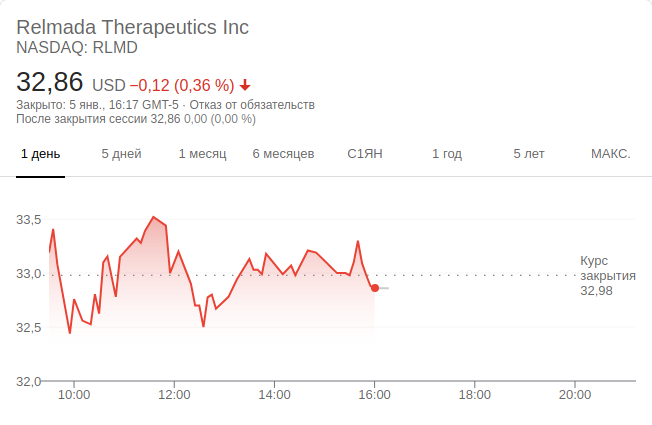 Relmada Therapeutics Inc
NASDAQ: RLMD
32,86 USD −0,12 (0,36 %)
Закрыто: 5 янв., 16:17 GMT-5 · Отказ от обязательств
После закрытия сессии 32,86 0,00 (0,00 %)
1 день 5 дней 1 месяц 6 месяцев С1ЯН 1 год 5 лет МАКС.
33,5
33,0
32,5
32,0
Курс
закрытия
32,98
10:00 12:00 14:00 16:00 18:00 20:00